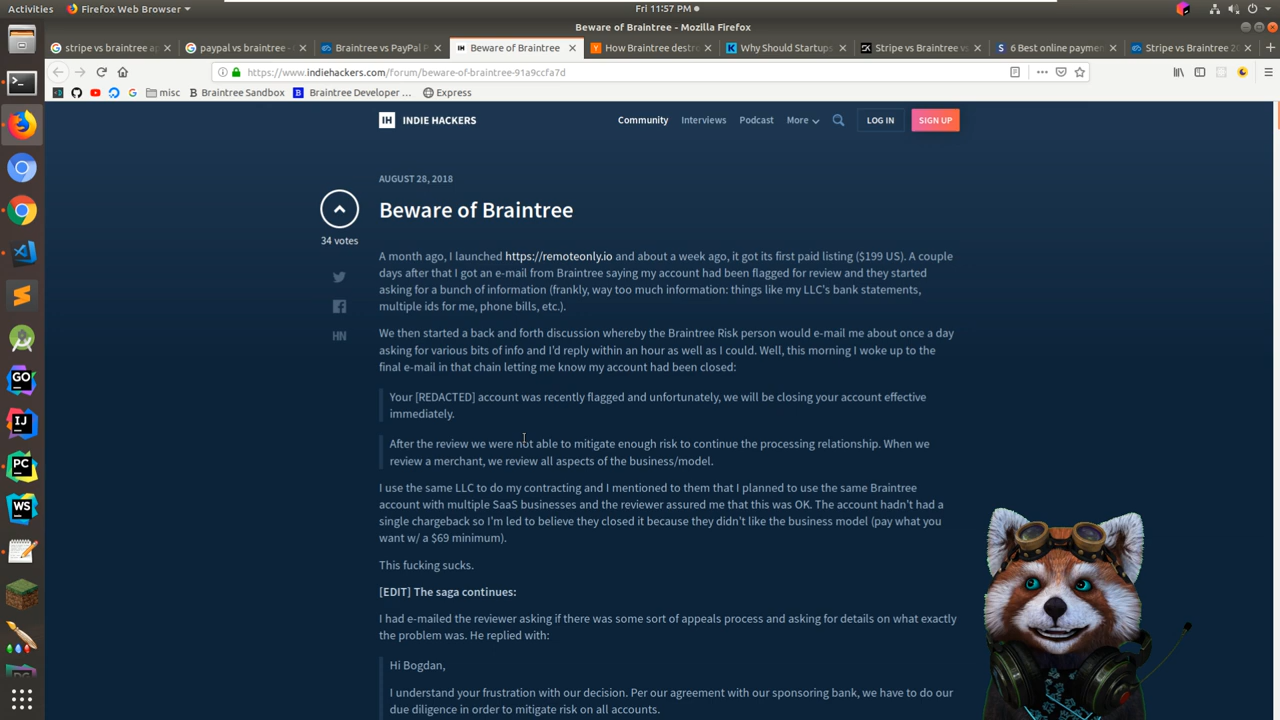 Activities
Firefox Web Browser
Fri 11:57 PM
Beware of Braintree - Mozilla Firefox
stripe vs braintree a
paypal vs braintree -
Braintree vs PayPal P
Beware of Braintree
How Braintree destr
Why Should Startups
Stripe vs Braintree v
6 Best online payme
Stripe vs Braintree 20
https://www.indiehackers.com/forum/beware-of-braintree-91a9ccfa7d
misc
Braintree Sandbox
Braintree Developer ...
Express
IH
INDIE HACKERS
Community
Interviews
Podcast
More
LOG IN
SIGN UP
AUGUST 28, 2018
Beware of Braintree
34 votes
HN
A month ago, I launched https://remoteonly.io and about a week ago, it got its first paid listing ($199 US). A couple
days after that I got an e-mail from Braintree saying my account had been flagged for review and they started
asking for a bunch of information (frankly, way too much information: things like my LLC's bank statements,
multiple ids for me, phone bills, etc.).
We then started a back and forth discussion whereby the Braintree Risk person would e-mail me about once a day
asking for various bits of info and I'd reply within an hour as well as I could. Well, this morning I woke up to the
final e-mail in that chain letting me know my account had been closed:
Your [REDACTED] account was recently flagged and unfortunately, we will be closing your account effective
immediately.
After the review we were not able to mitigate enough risk to continue the processing relationship. When we
review a merchant, we review all aspects of the business/model.
I use the same LLC to do my contracting and I mentioned to them that I planned to use the same Braintree
account with multiple SaaS businesses and the reviewer assured me that this was OK. The account hadn't had a
single chargeback so I'm led to believe they closed it because they didn't like the business model (pay what you
want w/ a $69 minimum).
This fucking sucks.
[EDIT] The saga continues:
I had e-mailed the reviewer asking if there was some sort of appeals process and asking for details on what exactly
the problem was. He replied with:
Hi Bogdan,
I understand your frustration with our decision. Per our agreement with our sponsoring bank, we have to do our
due diligence in order to mitigate risk on all accounts.
GO
IJ
PC
WS